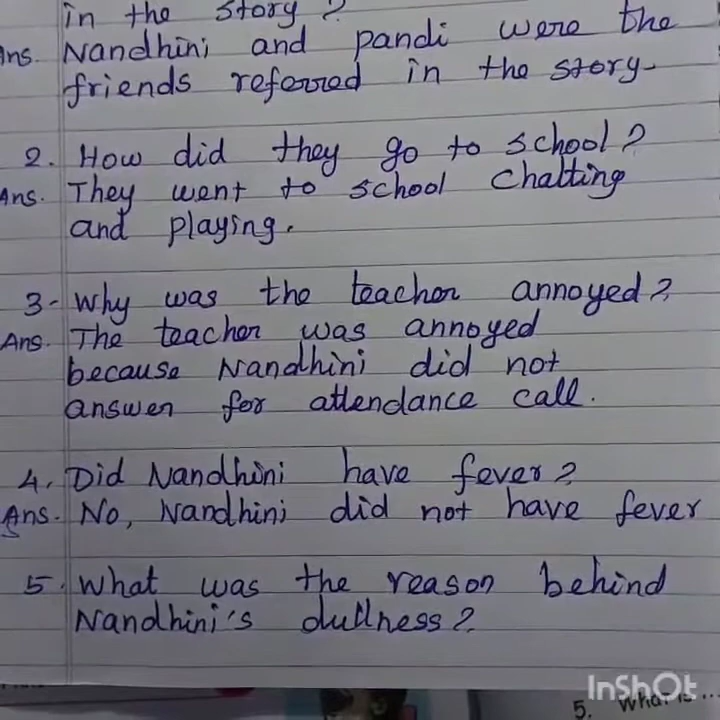 in the story?
Ans. Nandhini and pandi were the
friends referred in the story.
2. How did they go to school?
Ans. They went to school chatting
and playing.
3. Why was the teacher annoyed?
Ans. The teacher was annoyed
because Nandhini did not
answer for attendance call.
4. Did Nandhini have fever?
Ans. No, Nandhini did not have fever
5. What was the reason behind
Nandhini's dullness?
InShOt
5. What is ...